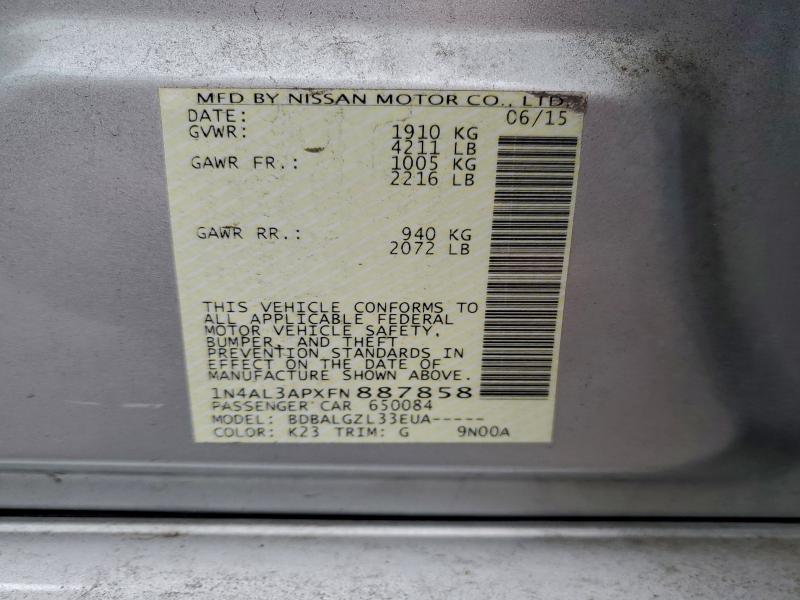 MFD BY NISSAN MOTOR CO., LTD.
DATE: 06/15
GVWR: 1910 KG
4211 LB
GAWR FR.: 1005 KG
2216 LB
GAWR RR.: 940 KG
2072 LB
THIS VEHICLE CONFORMS TO
ALL APPLICABLE FEDERAL
MOTOR VEHICLE SAFETY,
BUMPER, AND THEFT
PREVENTION STANDARDS IN
EFFECT ON THE DATE OF
MANUFACTURE SHOWN ABOVE.
1N4AL3APXFN887858
PASSENGER CAR 650084
MODEL: BDBALGZL33EUA-----
COLOR: K23 TRIM: G 9N00A